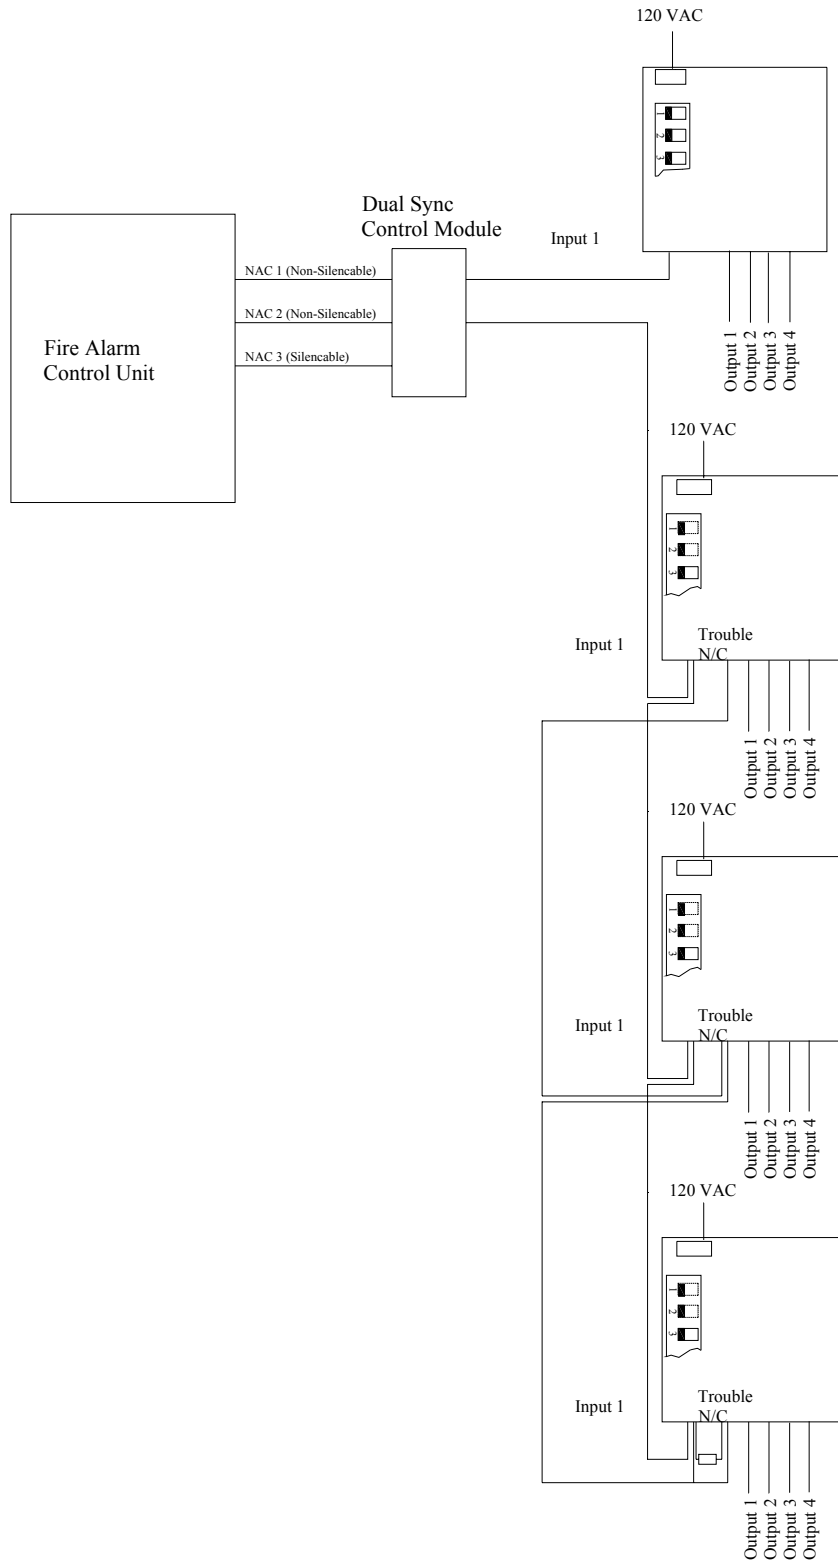 120 VAC
1
2
3
Dual Sync
Control Module
Input 1
NAC 1 (Non-Silencable)
NAC 2 (Non-Silencable)
NAC 3 (Silencable)
Fire Alarm
Control Unit
Output 1
Output 2
Output 3
Output 4
120 VAC
1
2
3
Input 1
Trouble
N/C
Output 1
Output 2
Output 3
Output 4
120 VAC
1
2
3
Input 1
Trouble
N/C
Output 1
Output 2
Output 3
Output 4
120 VAC
1
2
3
Input 1
Trouble
N/C
Output 1
Output 2
Output 3
Output 4